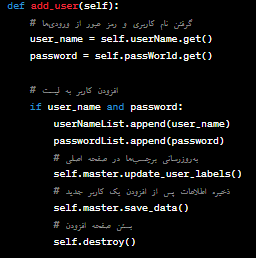 def add_user(self):
# گرفتن نام کاربری و رمز عبور از ورودی‌ها
user_name = self.userName.get()
password = self.passWorld.get()
# افزودن کاربر به لیست
if user_name and password:
userNameList.append(user_name)
passwordList.append(password)
# به‌روزرسانی برچسب‌ها در صفحه اصلی
self.master.update_user_labels()
# ذخیره اطلاعات پس از افزودن یک کاربر جدید
self.master.save_data()
# بستن صفحه افزودن
self.destroy()